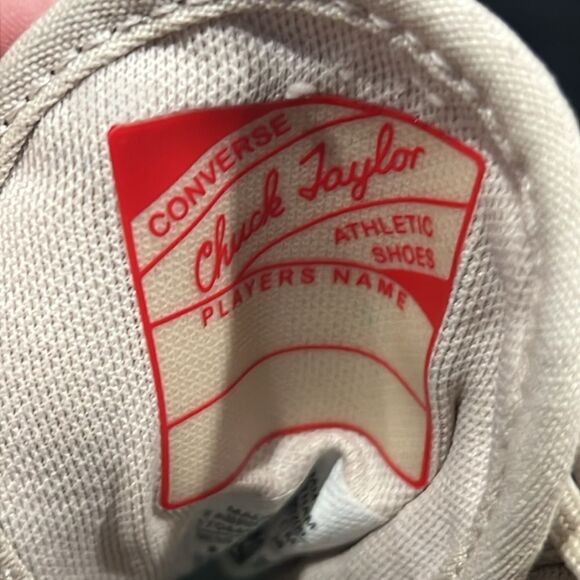 CONVERSE
Chuck Taylor
ATHLETIC
SHOES
PLAYERS NAME